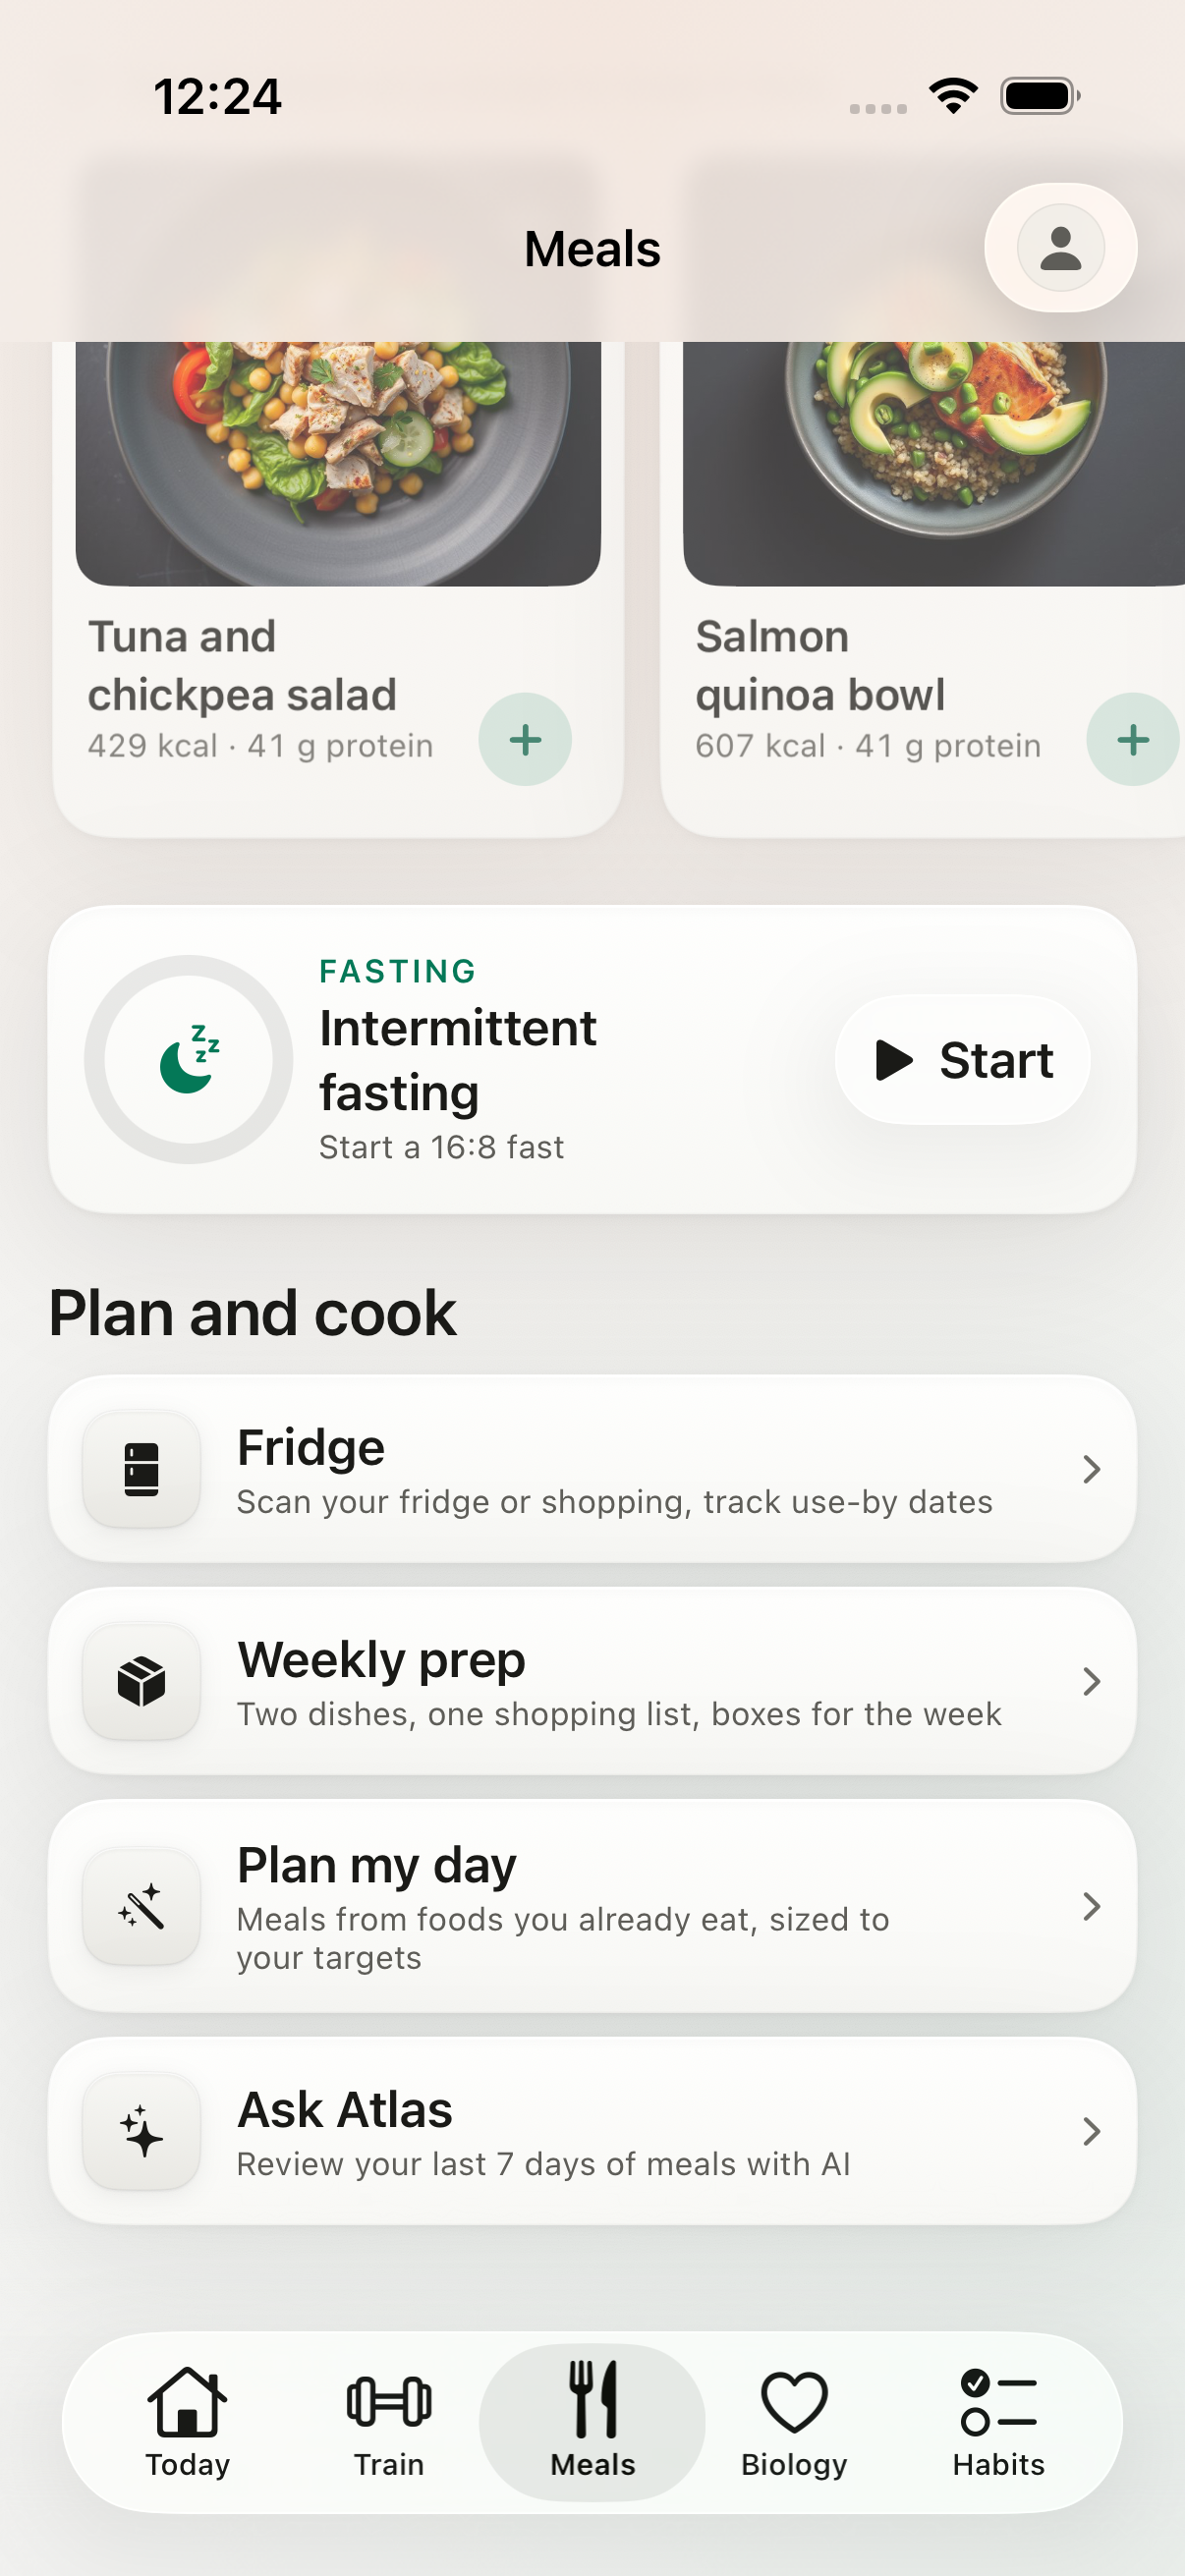 12:24
Meals
Tuna and
chickpea salad
429 kcal · 41 g protein
Salmon
quinoa bowl
607 kcal · 41 g protein
FASTING
Intermittent
fasting
Start a 16:8 fast
Start
Plan and cook
Fridge
Scan your fridge or shopping, track use-by dates
Weekly prep
Two dishes, one shopping list, boxes for the week
Plan my day
Meals from foods you already eat, sized to
your targets
Ask Atlas
Review your last 7 days of meals with AI
Today
Train
Meals
Biology
Habits